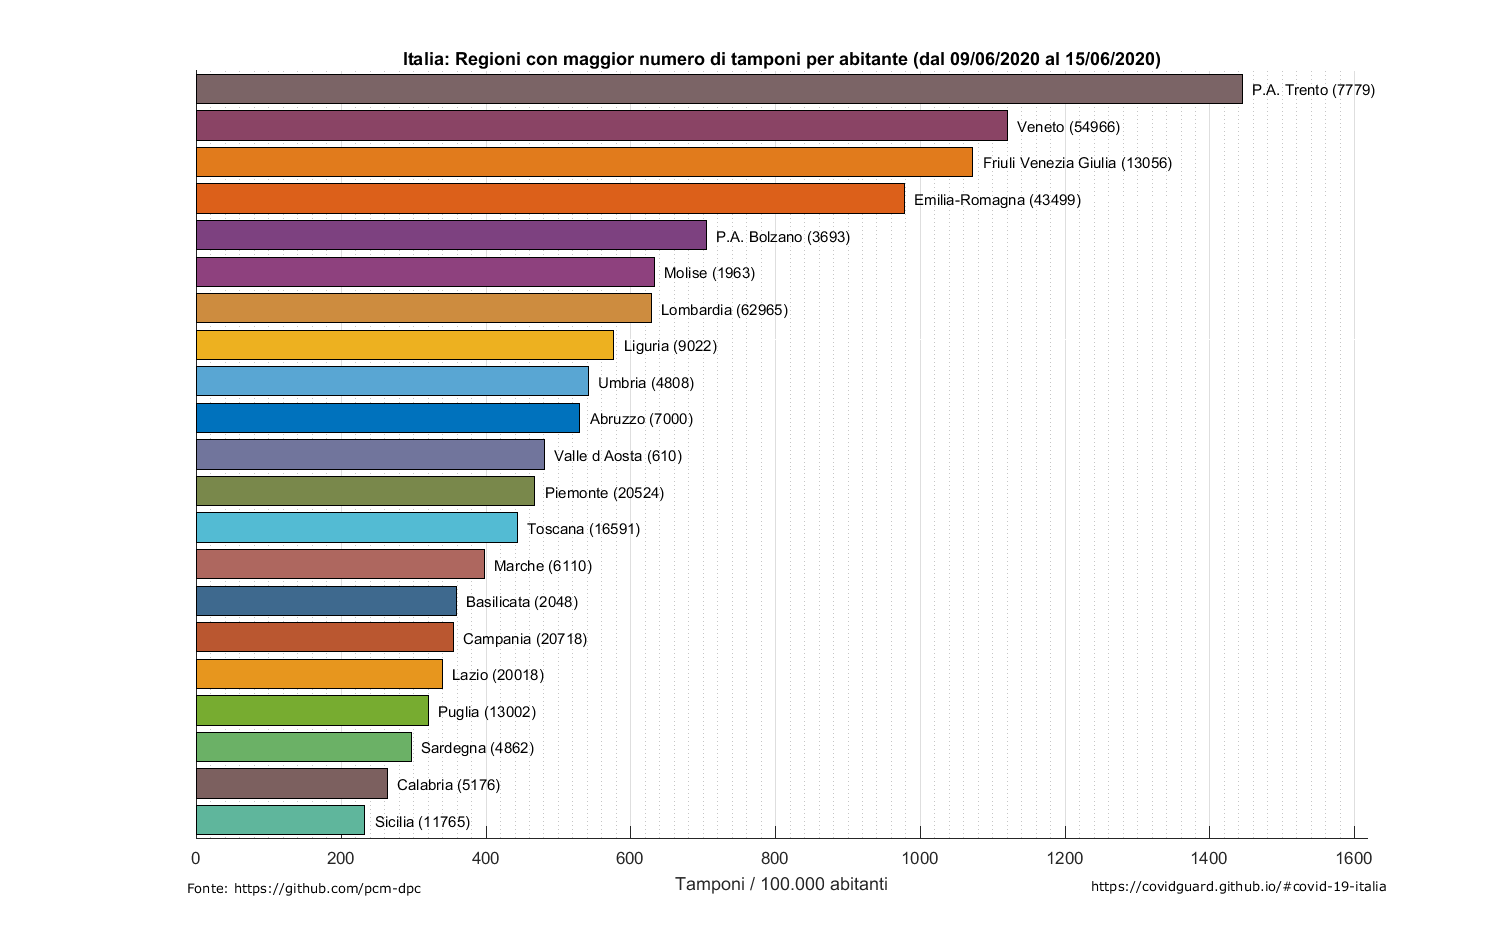 Italia: Regioni con maggior numero di tamponi per abitante (dal 09/06/2020 al 15/06/2020)
P.A. Trento (7779)
Veneto (54966)
Friuli Venezia Giulia (13056)
Emilia-Romagna (43499)
P.A. Bolzano (3693)
Molise (1963)
Lombardia (62965)
Liguria (9022)
Umbria (4808)
Abruzzo (7000)
Valle d Aosta (610)
Piemonte (20524)
Toscana (16591)
Marche (6110)
Basilicata (2048)
Campania (20718)
Lazio (20018)
Puglia (13002)
Sardegna (4862)
Calabria (5176)
Sicilia (11765)
0 200 400 600 800 1000 1200 1400 1600
Tamponi / 100.000 abitanti
Fonte: https://github.com/pcm-dpc
https://covidguard.github.io/#covid-19-italia